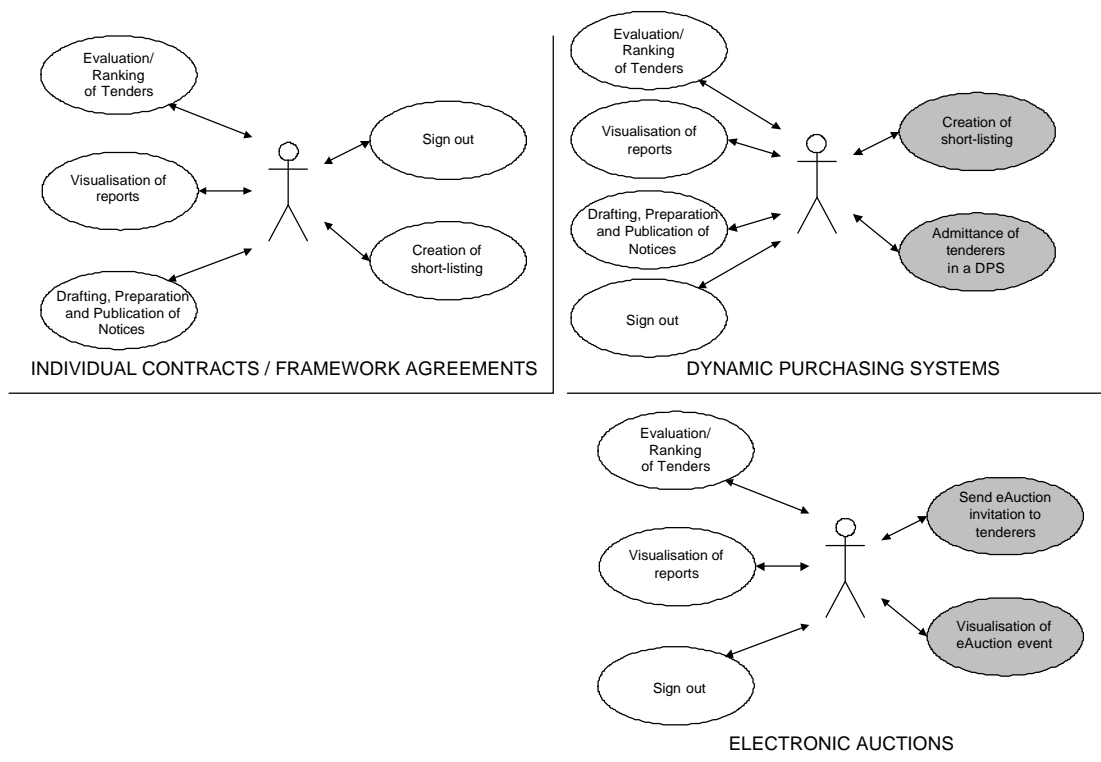 Evaluation/
Ranking
of Tenders
Sign out
Visualisation of
reports
Creation of
short-listing
Drafting, Preparation
and Publication of
Notices
INDIVIDUAL CONTRACTS / FRAMEWORK AGREEMENTS
Evaluation/
Ranking
of Tenders
Creation of
short-listing
Visualisation of
reports
Drafting, Preparation
and Publication of
Notices
Admittance of
tenderers
in a DPS
Sign out
DYNAMIC PURCHASING SYSTEMS
Evaluation/
Ranking
of Tenders
Send eAuction
invitation to
tenderers
Visualisation of
reports
Visualisation of
eAuction event
Sign out
ELECTRONIC AUCTIONS